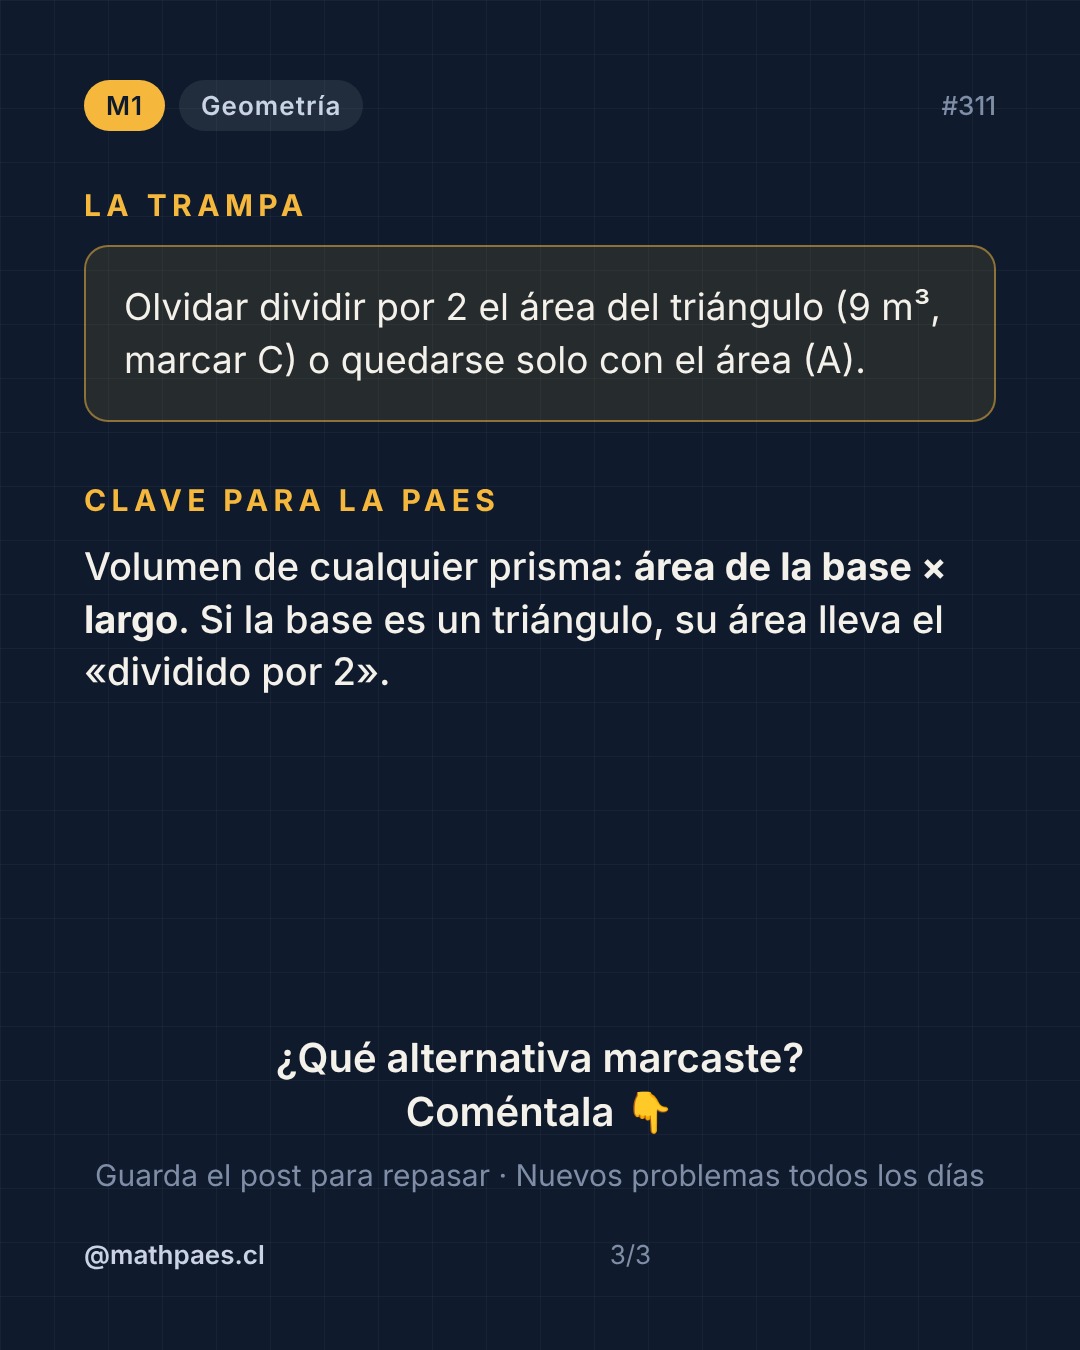 M1 Geometría #311
LA TRAMPA
Olvidar dividir por 2 el área del triángulo (9 m³,
marcar C) o quedarse solo con el área (A).
CLAVE PARA LA PAES
Volumen de cualquier prisma: área de la base ×
largo. Si la base es un triángulo, su área lleva el
«dividido por 2».
¿Qué alternativa marcaste?
Coméntala 👇
Guarda el post para repasar · Nuevos problemas todos los días
@mathpaes.cl 3/3